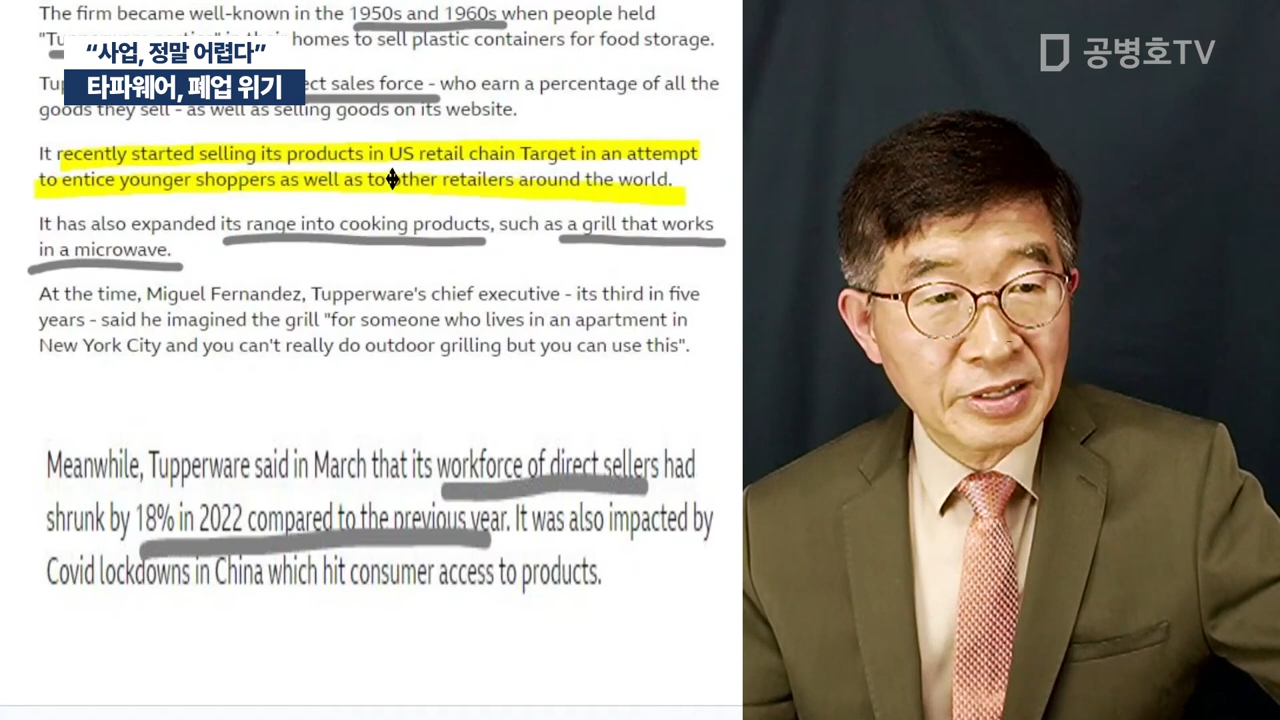 The firm became well-known in the 1950s and 1960s when people held
homes to sell plastic containers for food storage.
“사업, 정말 어렵다”
타파웨어, 폐업 위기
공병호TV
sales force - who earn a percentage of all the
goods they sell - as well as selling goods on its website.
It recently started selling its products in US retail chain Target in an attempt
to entice younger shoppers as well as to other retailers around the world.
It has also expanded its range into cooking products, such as a grill that works
in a microwave.
At the time, Miguel Fernandez, Tupperware's chief executive - its third in five
years - said he imagined the grill "for someone who lives in an apartment in
New York City and you can't really do outdoor grilling but you can use this".
Meanwhile, Tupperware said in March that its workforce of direct sellers had
shrunk by 18% in 2022 compared to the previous year. It was also impacted by
Covid lockdowns in China which hit consumer access to products.